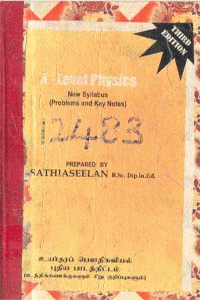 THIRD
EDITION
A - Level Physics
New Syllabus
(Problems and Key Notes)
12483
PREPARED BY
SATHIASEELAN B.Sc. Dip.in.Ed.
உயர்தரப் பௌதிகவியல்
புதிய பாடத்திட்டம்